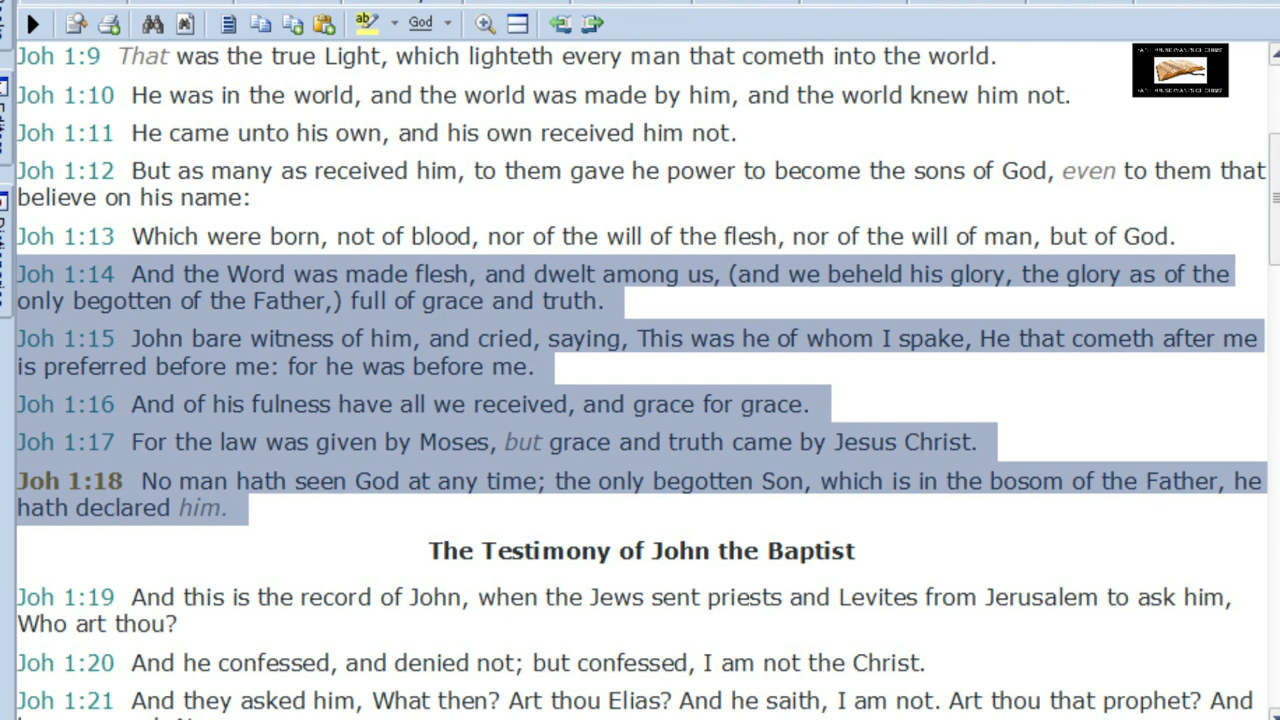 God
Joh 1:9 That was the true Light, which lighteth every man that cometh into the world.
Joh 1:10 He was in the world, and the world was made by him, and the world knew him not.
Joh 1:11 He came unto his own, and his own received him not.
Joh 1:12 But as many as received him, to them gave he power to become the sons of God, even to them that
believe on his name:
Joh 1:13 Which were born, not of blood, nor of the will of the flesh, nor of the will of man, but of God.
Joh 1:14 And the Word was made flesh, and dwelt among us, (and we beheld his glory, the glory as of the
only begotten of the Father,) full of grace and truth.
Joh 1:15 John bare witness of him, and cried, saying, This was he of whom I spake, He that cometh after me
is preferred before me: for he was before me.
Joh 1:16 And of his fulness have all we received, and grace for grace.
Joh 1:17 For the law was given by Moses, but grace and truth came by Jesus Christ.
Joh 1:18 No man hath seen God at any time; the only begotten Son, which is in the bosom of the Father, he
hath declared him.
The Testimony of John the Baptist
Joh 1:19 And this is the record of John, when the Jews sent priests and Levites from Jerusalem to ask him,
Who art thou?
Joh 1:20 And he confessed, and denied not; but confessed, I am not the Christ.
Joh 1:21 And they asked him, What then? Art thou Elias? And he saith, I am not. Art thou that prophet? And